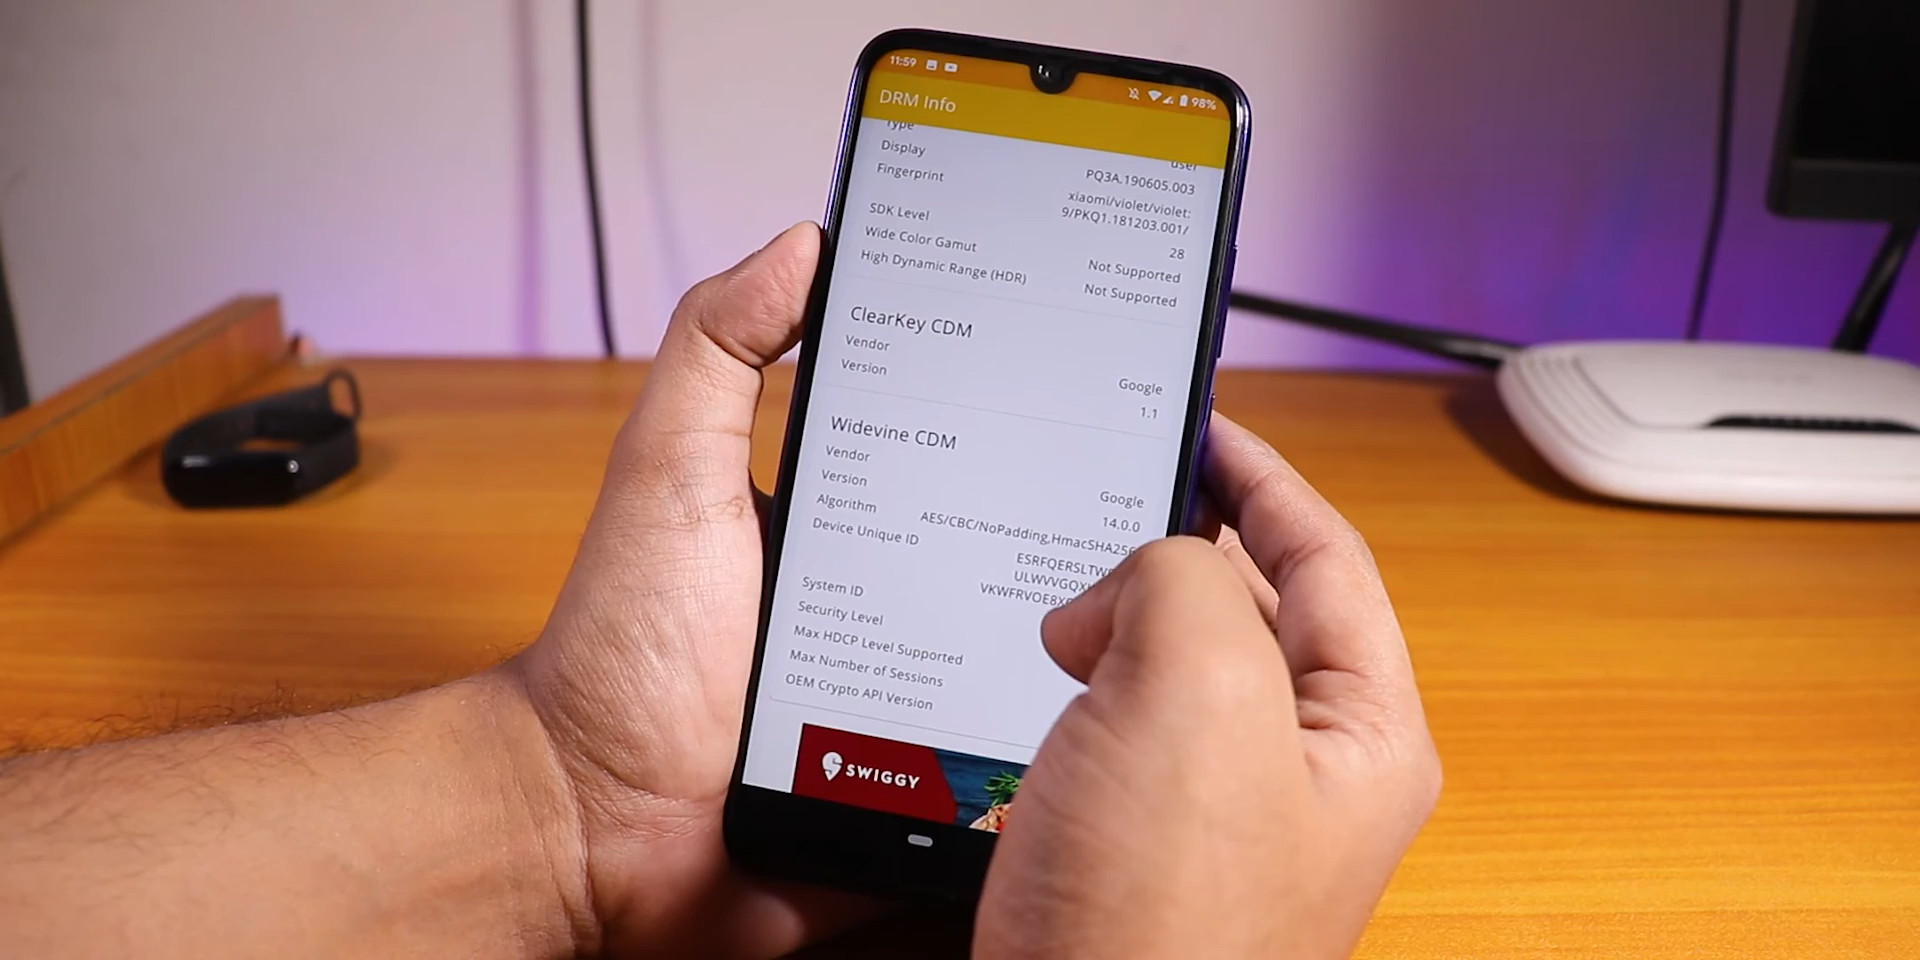 11:59 98%
DRM Info
Type user
Display PQ3A.190605.003
Fingerprint xiaomi/violet/violet:
9/PKQ1.181203.001/
SDK Level 28
Wide Color Gamut Not Supported
High Dynamic Range (HDR) Not Supported
ClearKey CDM
Vendor Google
Version 1.1
Widevine CDM
Vendor Google
Version 14.0.0
Algorithm AES/CBC/NoPadding,HmacSHA256
Device Unique ID
System ID
Security Level
Max HDCP Level Supported
Max Number of Sessions
OEM Crypto API Version
SWIGGY